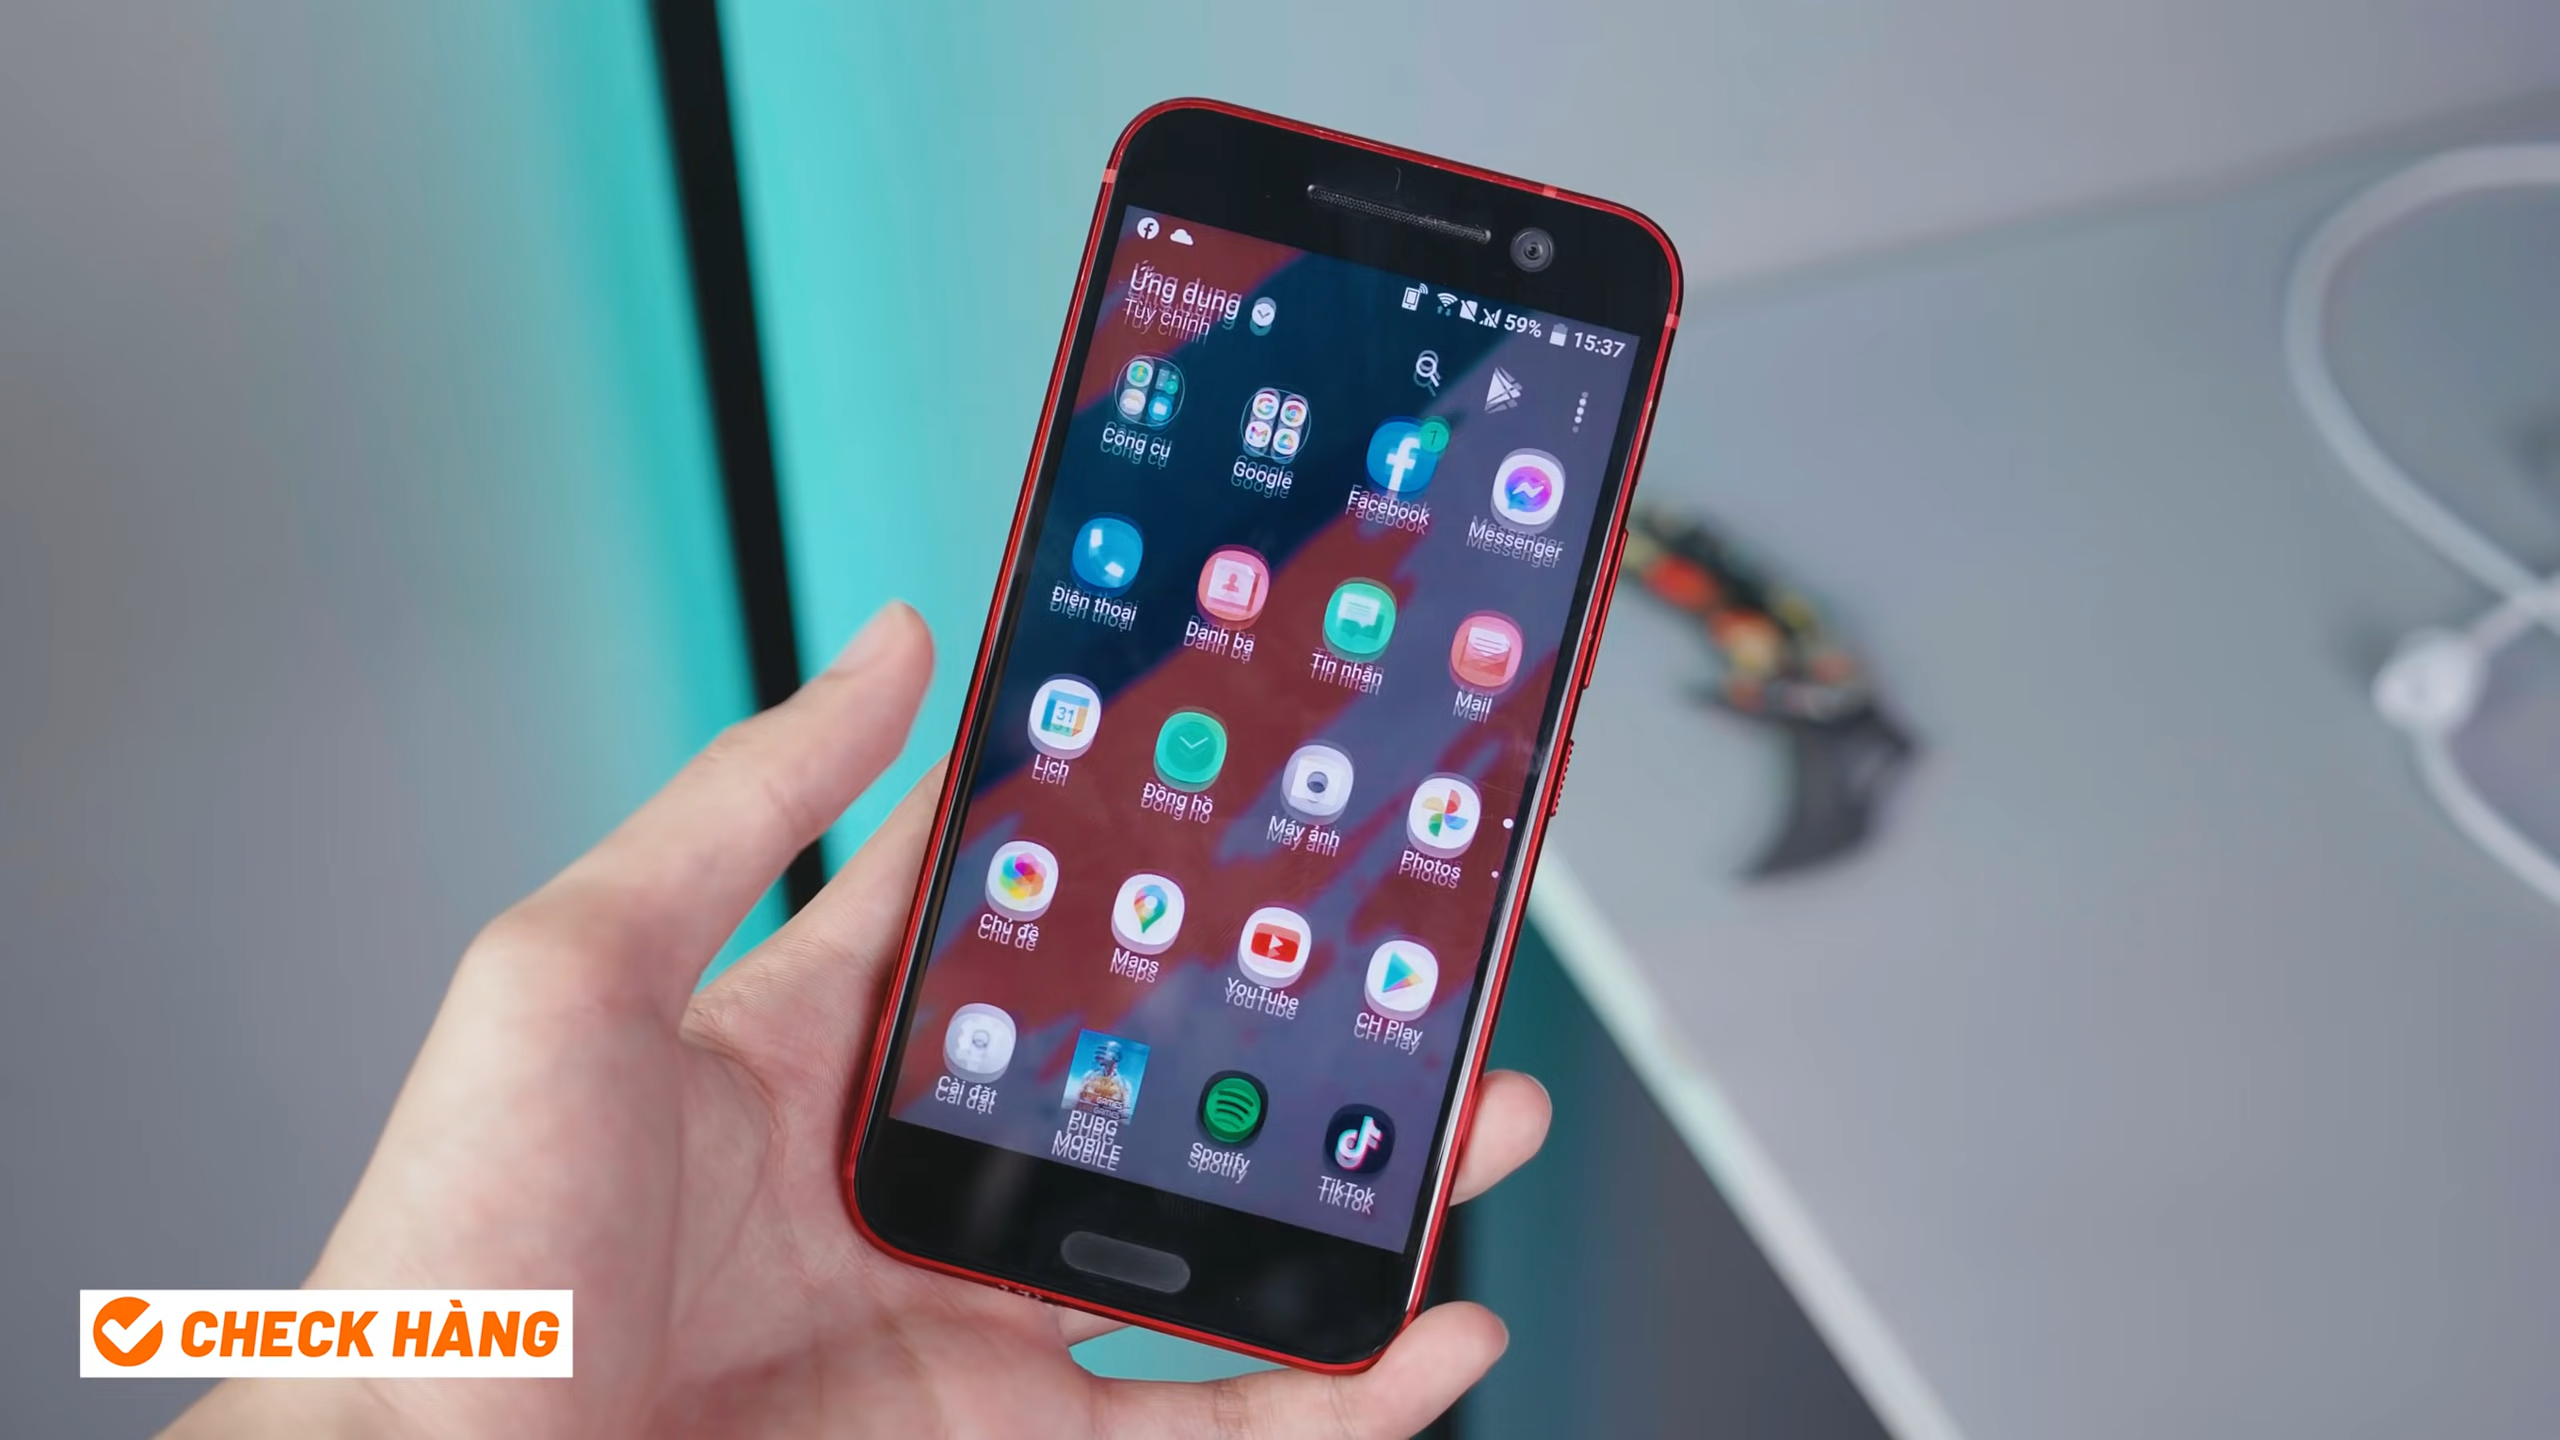 59% 15:37
Ứng dụng
Tùy chỉnh
Công cụ
Google
Facebook
Messenger
1
Điện thoại
Danh bạ
Tin nhắn
Mail
31
Lịch
Đồng hồ
Máy ảnh
Photos
Chủ đề
Maps
YouTube
CH Play
Cài đặt
PUBG
MOBILE
Spotify
TikTok
CHECK HÀNG